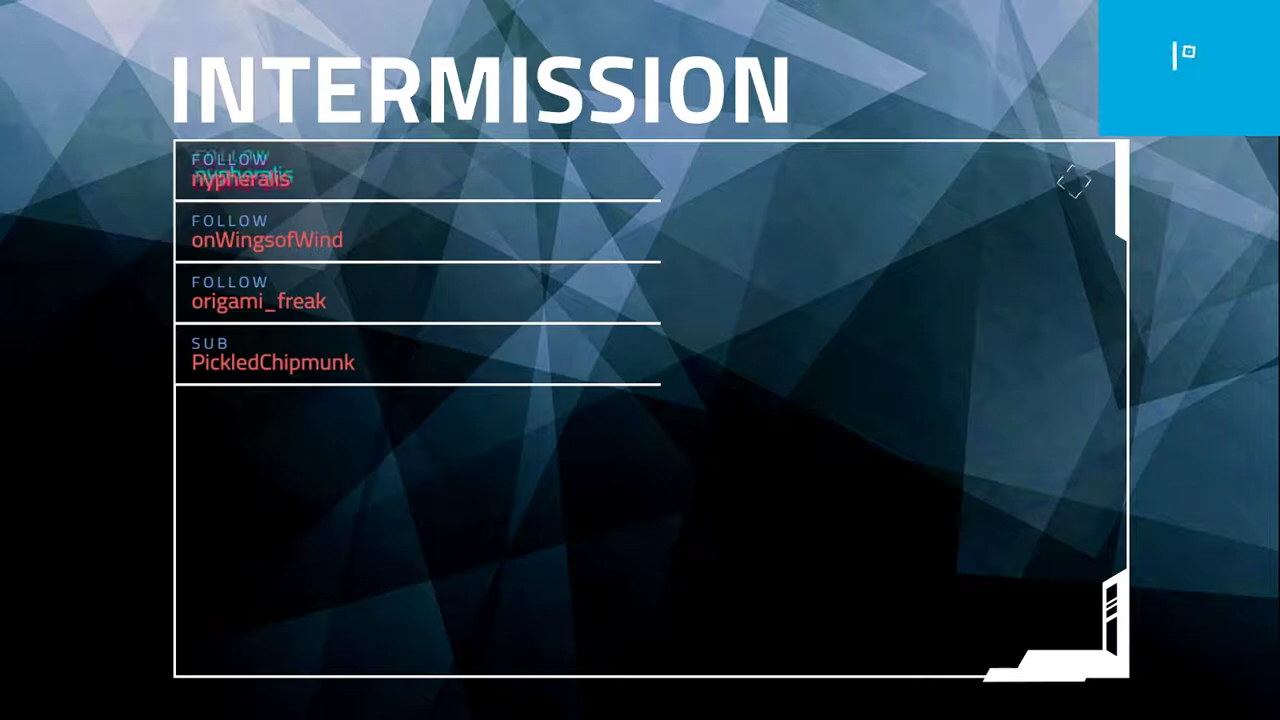 INTERMISSION
FOLLOW
nypheralis
FOLLOW
onWingsofWind
FOLLOW
origami_freak
SUB
PickledChipmunk